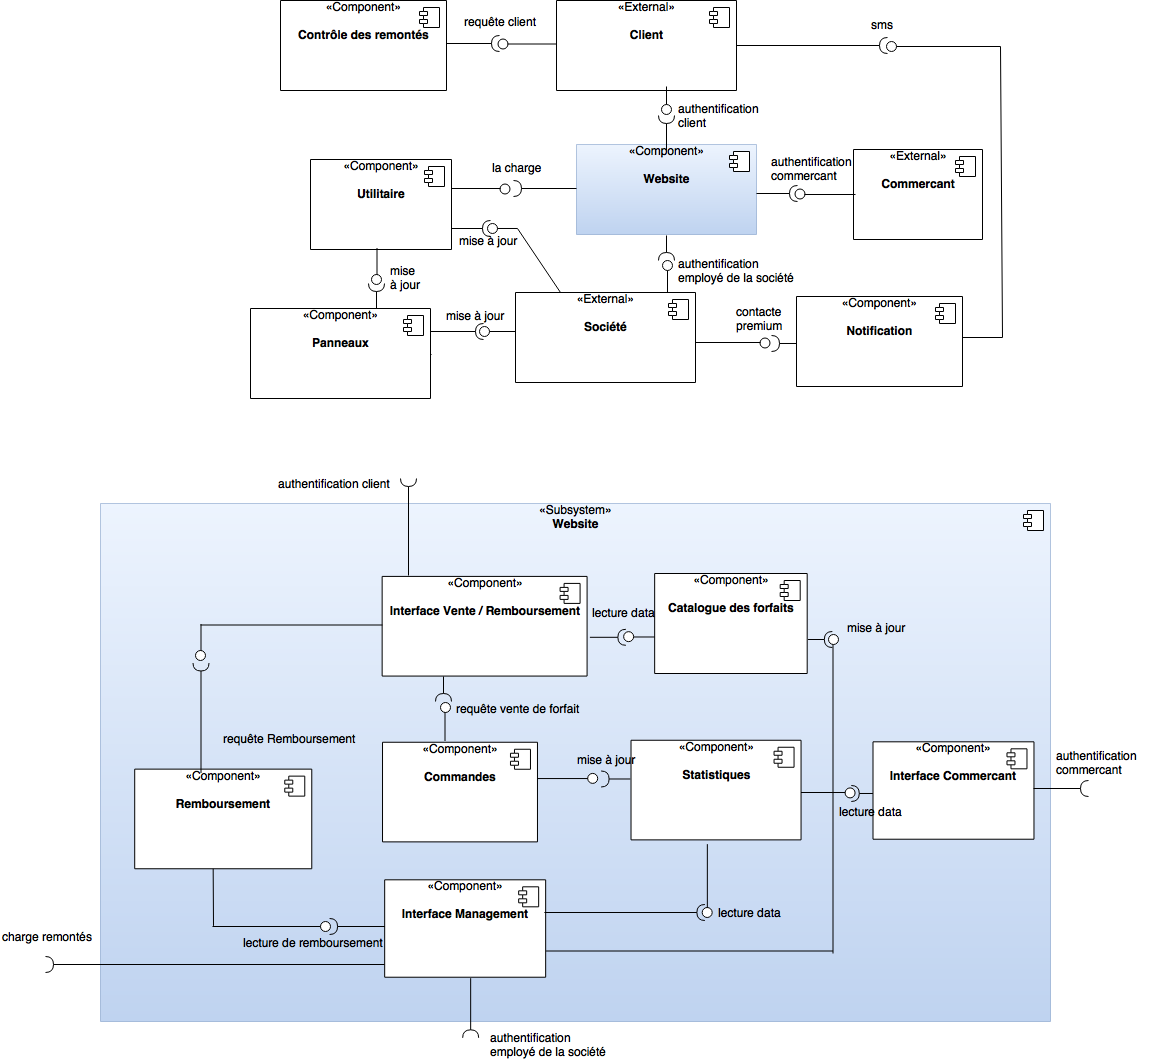 «Component»
Contrôle des remontés
requête client
«External»
Client
sms
authentification
client
«Component»
Utilitaire
la charge
«Component»
Website
authentification
commercant
«External»
Commercant
mise à jour
mise
à jour
authentification
employé de la société
«Component»
Panneaux
mise à jour
«External»
Société
contacte
premium
«Component»
Notification
authentification client
«Subsystem»
Website
«Component»
Interface Vente / Remboursement
lecture data
«Component»
Catalogue des forfaits
mise à jour
requête vente de forfait
requête Remboursement
«Component»
Commandes
mise à jour
«Component»
Statistiques
«Component»
Interface Commercant
authentification
commercant
lecture data
«Component»
Remboursement
«Component»
Interface Management
lecture data
lecture de remboursement
charge remontés
authentification
employé de la société